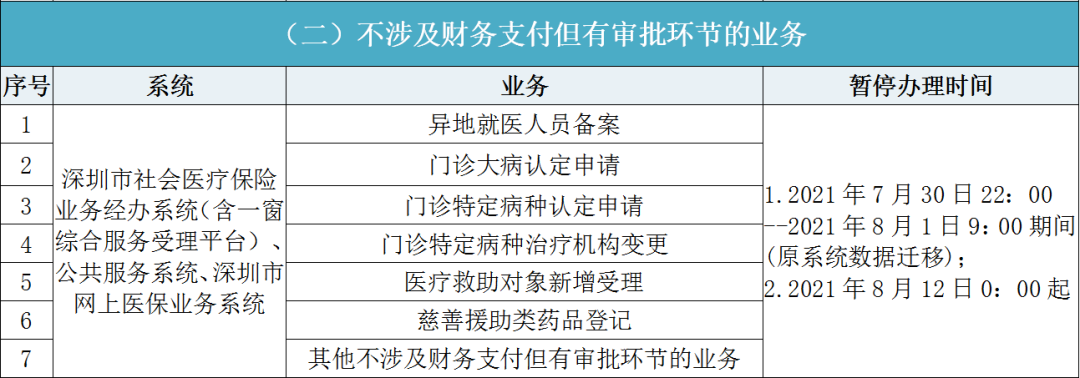 （二）不涉及财务支付但有审批环节的业务
序号 系统 业务 暂停办理时间
1 异地就医人员备案
2 门诊大病认定申请
3 门诊特定病种认定申请
4 门诊特定病种治疗机构变更
5 医疗救助对象新增受理
6 慈善援助类药品登记
7 其他不涉及财务支付但有审批环节的业务
深圳市社会医疗保险
业务经办系统（含一窗
综合服务受理平台）、
公共服务系统、深圳市
网上医保业务系统
1.2021年7月30日22：00
--2021年8月1日9：00期间
(原系统数据迁移)；
2.2021年8月12日0：00起